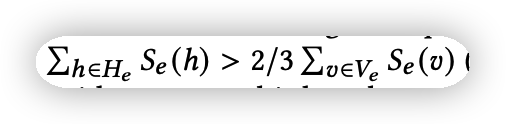 ∑h∈Hₑ Sₑ(h) > 2/3 ∑v∈Vₑ Sₑ(v) (